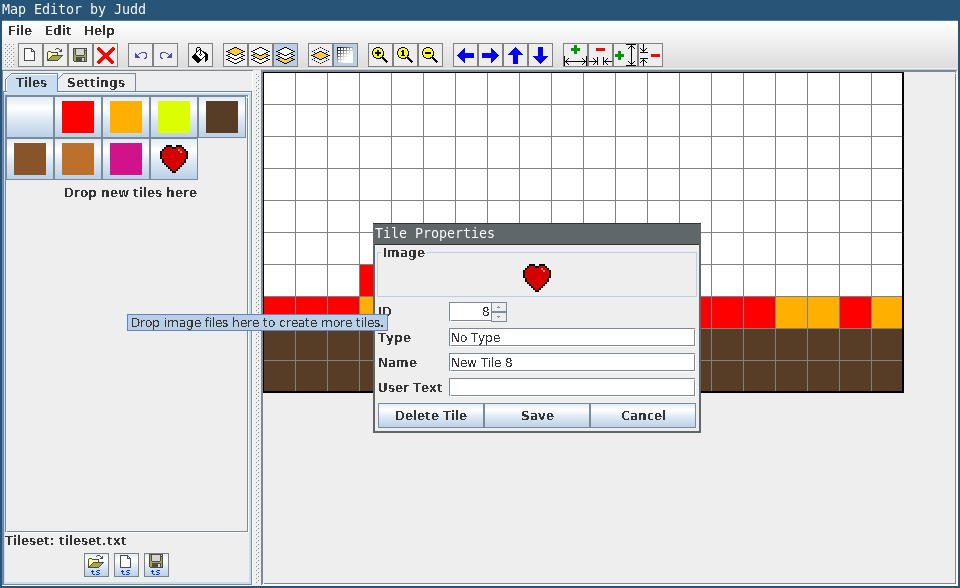 Map Editor by Judd
File Edit Help
1
Tiles Settings
Drop new tiles here
Tile Properties
Image
ID 8
Drop image files here to create more tiles.
Type No Type
Name New Tile 8
User Text
Delete Tile Save Cancel
Tileset: tileset.txt
ts ts ts